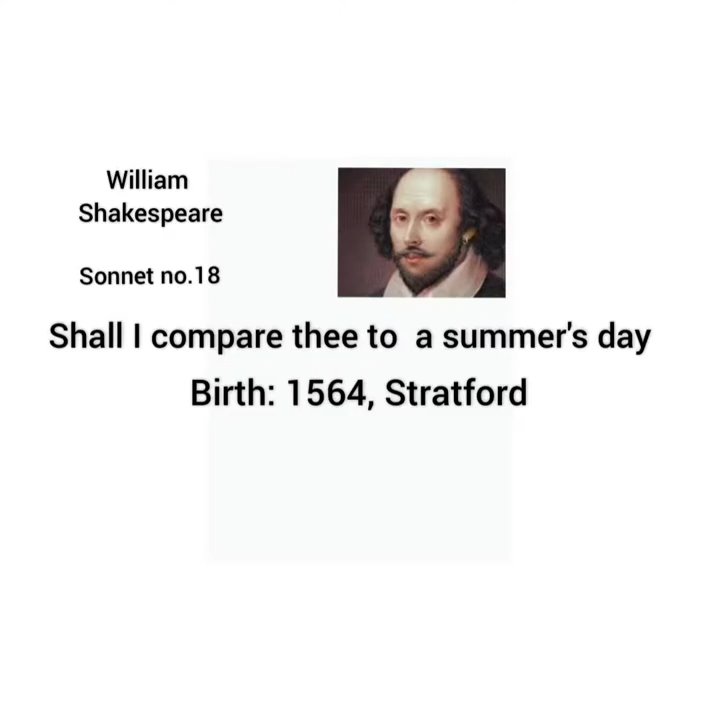 William
Shakespeare
Sonnet no.18
Shall I compare thee to a summer's day
Birth: 1564, Stratford